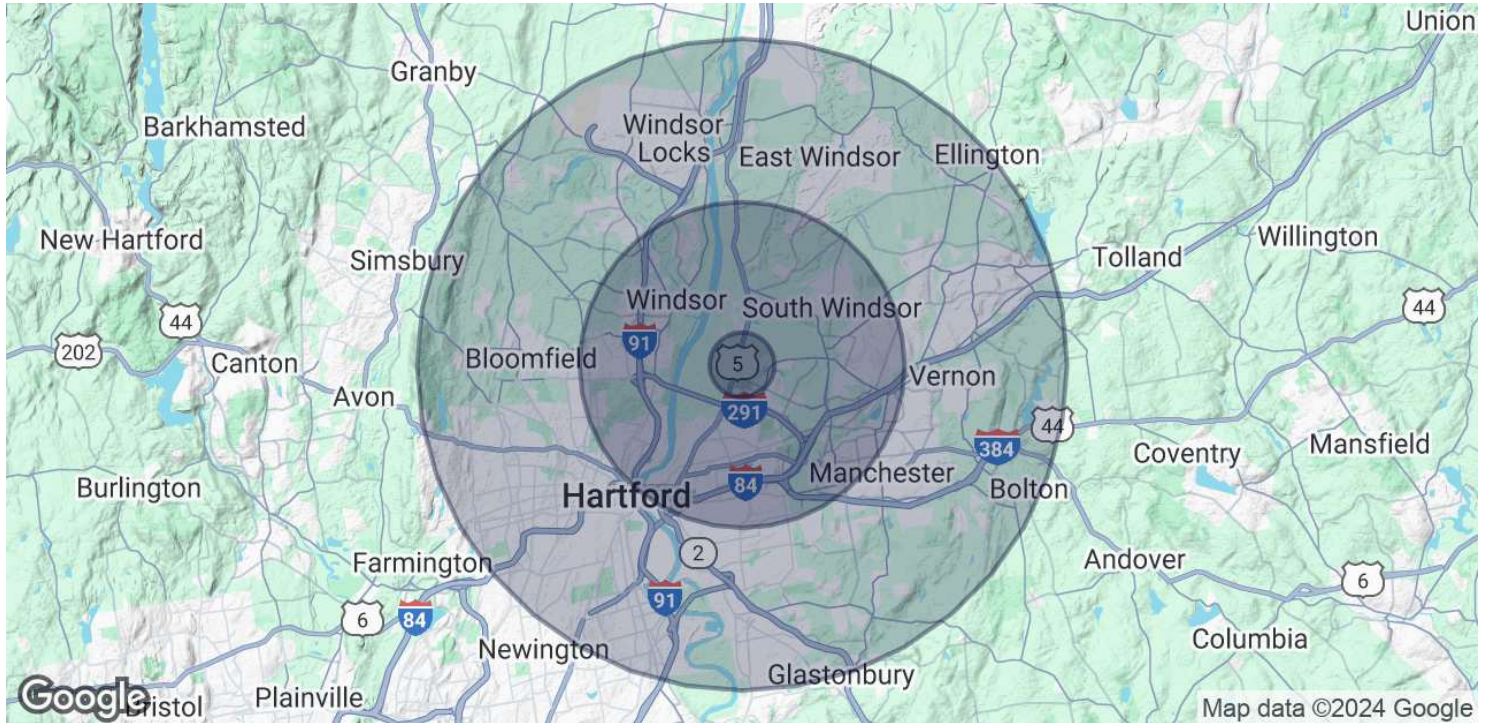 Union
Granby
Barkhamsted
Windsor
Locks
East Windsor
Ellington
New Hartford
Simsbury
Willington
Tolland
Windsor
South Windsor
44
44
91
202
Canton
Bloomfield
5
Vernon
Avon
291
44
Mansfield
384
Coventry
Manchester
84
Burlington
Bolton
Hartford
2
Farmington
Andover
6
91
6
84
Columbia
Newington
Glastonbury
Google
Plainville
Bristol
Map data ©2024 Google